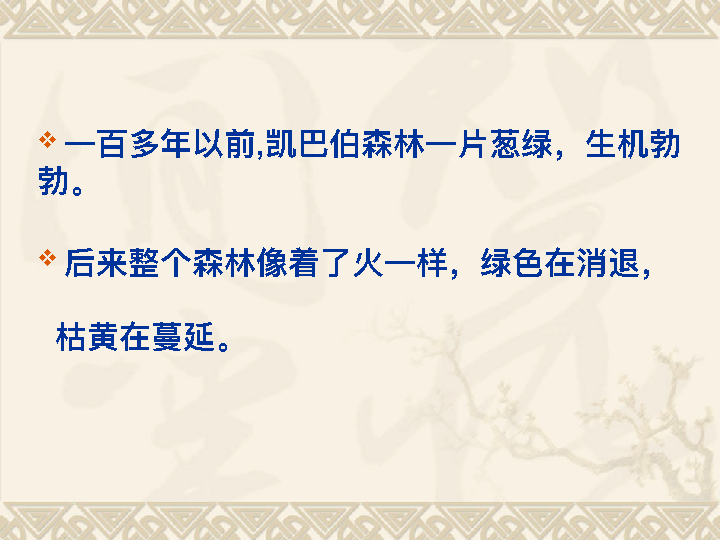 一百多年以前,凯巴伯森林一片葱绿，生机勃
勃。
后来整个森林像着了火一样，绿色在消退，
枯黄在蔓延。